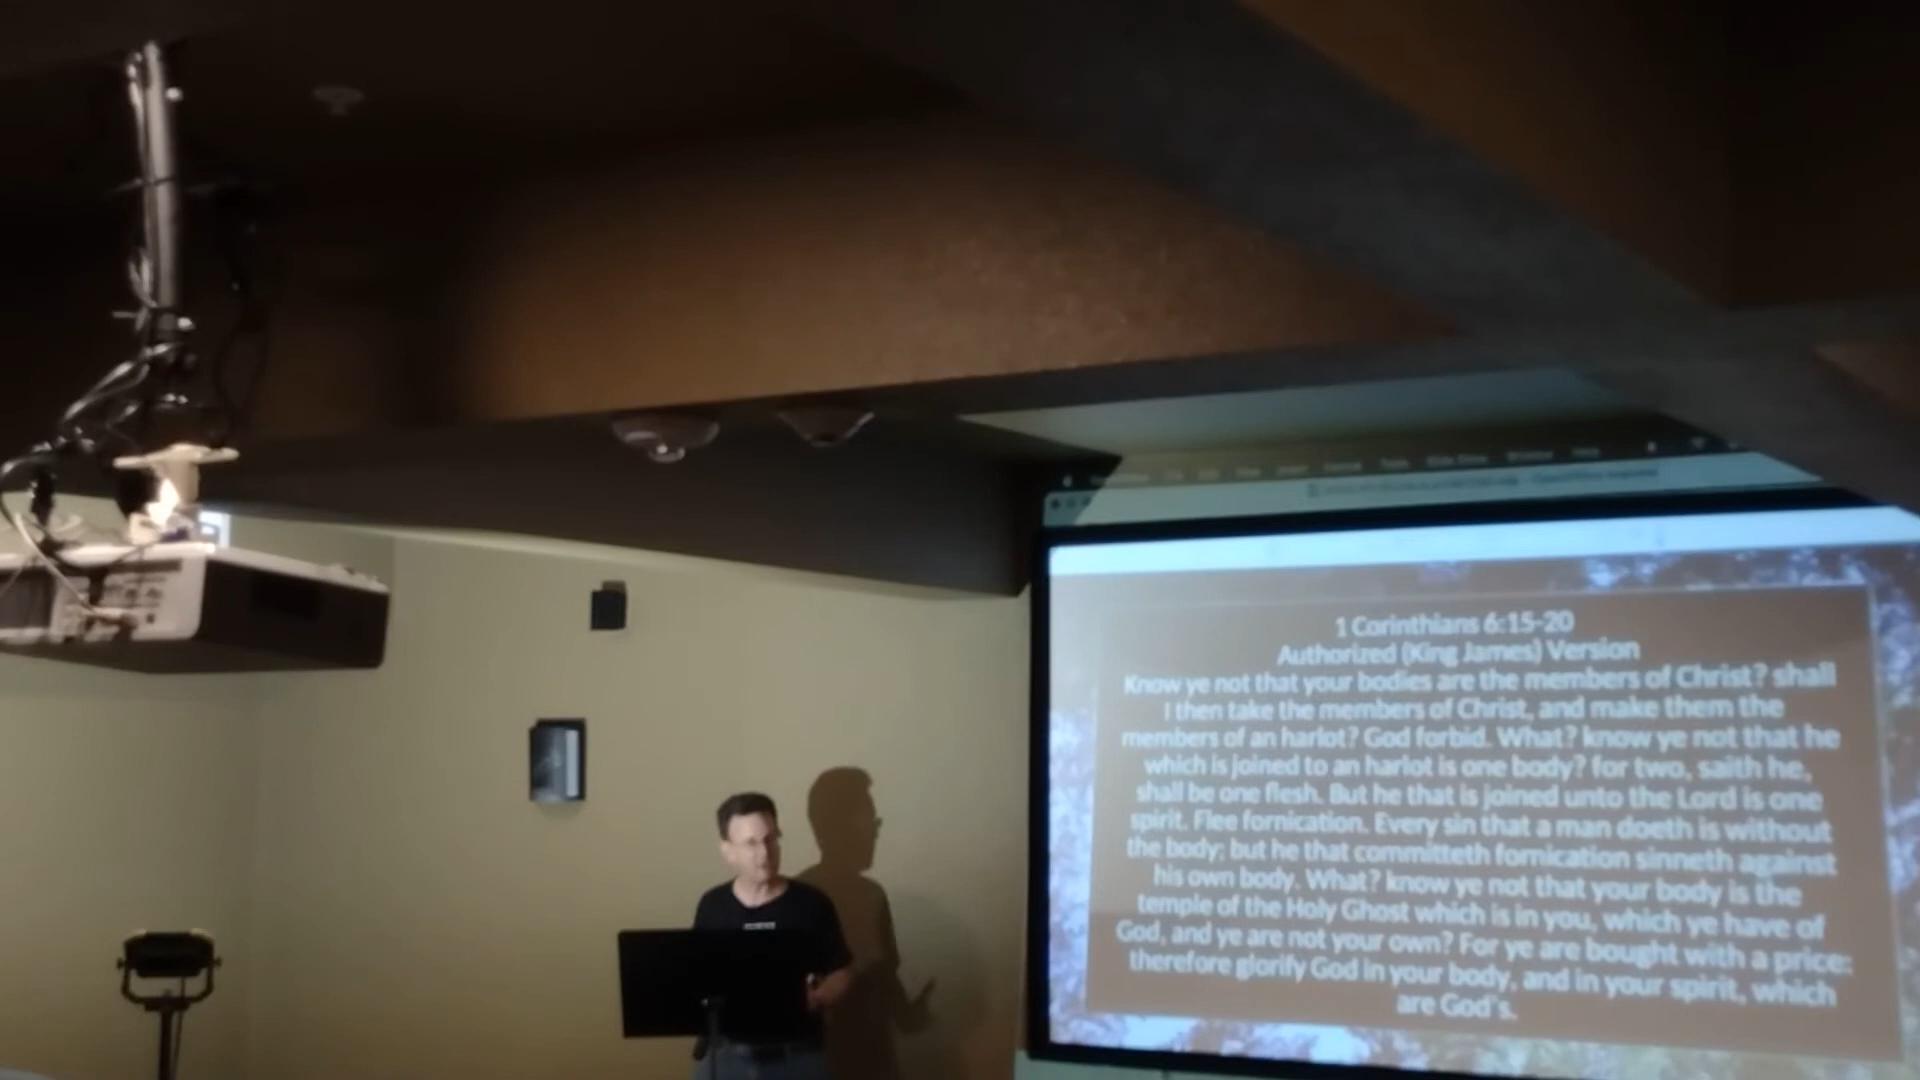 1 Corinthians 6:15-20
Authorized (King James) Version
Know ye not that your bodies are the members of Christ? shall
I then take the members of Christ, and make them the
members of an harlot? God forbid. What? know ye not that he
which is joined to an harlot is one body? for two, saith he,
shall be one flesh. But he that is joined unto the Lord is one
spirit. Flee fornication. Every sin that a man doeth is without
the body; but he that committeth fornication sinneth against
his own body. What? know ye not that your body is the
temple of the Holy Ghost which is in you, which ye have of
God, and ye are not your own? For ye are bought with a price:
therefore glorify God in your body, and in your spirit, which
are God's.